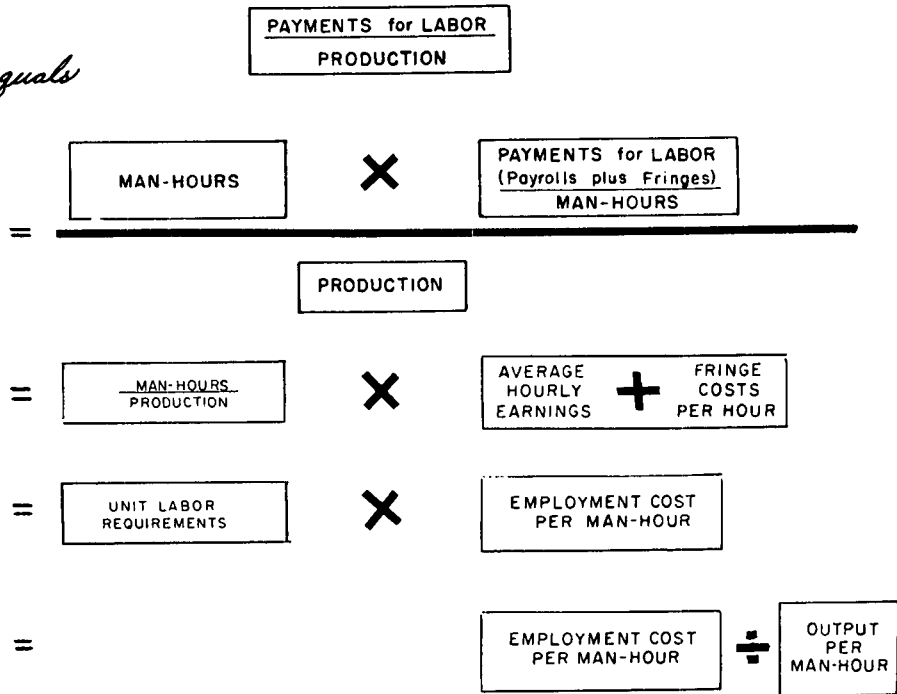 PAYMENTS for LABOR
PRODUCTION
MAN-HOURS × PAYMENTS for LABOR
(Payrolls plus Fringes)
MAN-HOURS
=
PRODUCTION
= MAN-HOURS
PRODUCTION
×
AVERAGE
HOURLY
EARNINGS
+
FRINGE
COSTS
PER HOUR
= UNIT LABOR
REQUIREMENTS
×
EMPLOYMENT COST
PER MAN-HOUR
=
EMPLOYMENT COST
PER MAN-HOUR
÷
OUTPUT
PER
MAN-HOUR